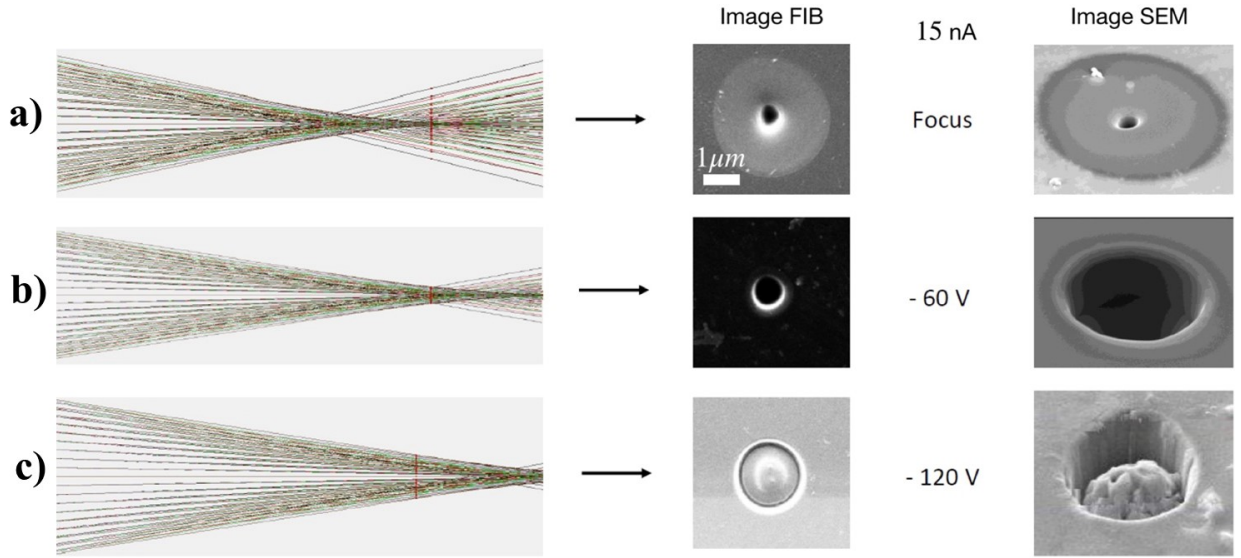 Image FIB
15 nA
Image SEM
a)
1μm
Focus
b)
- 60 V
c)
- 120 V